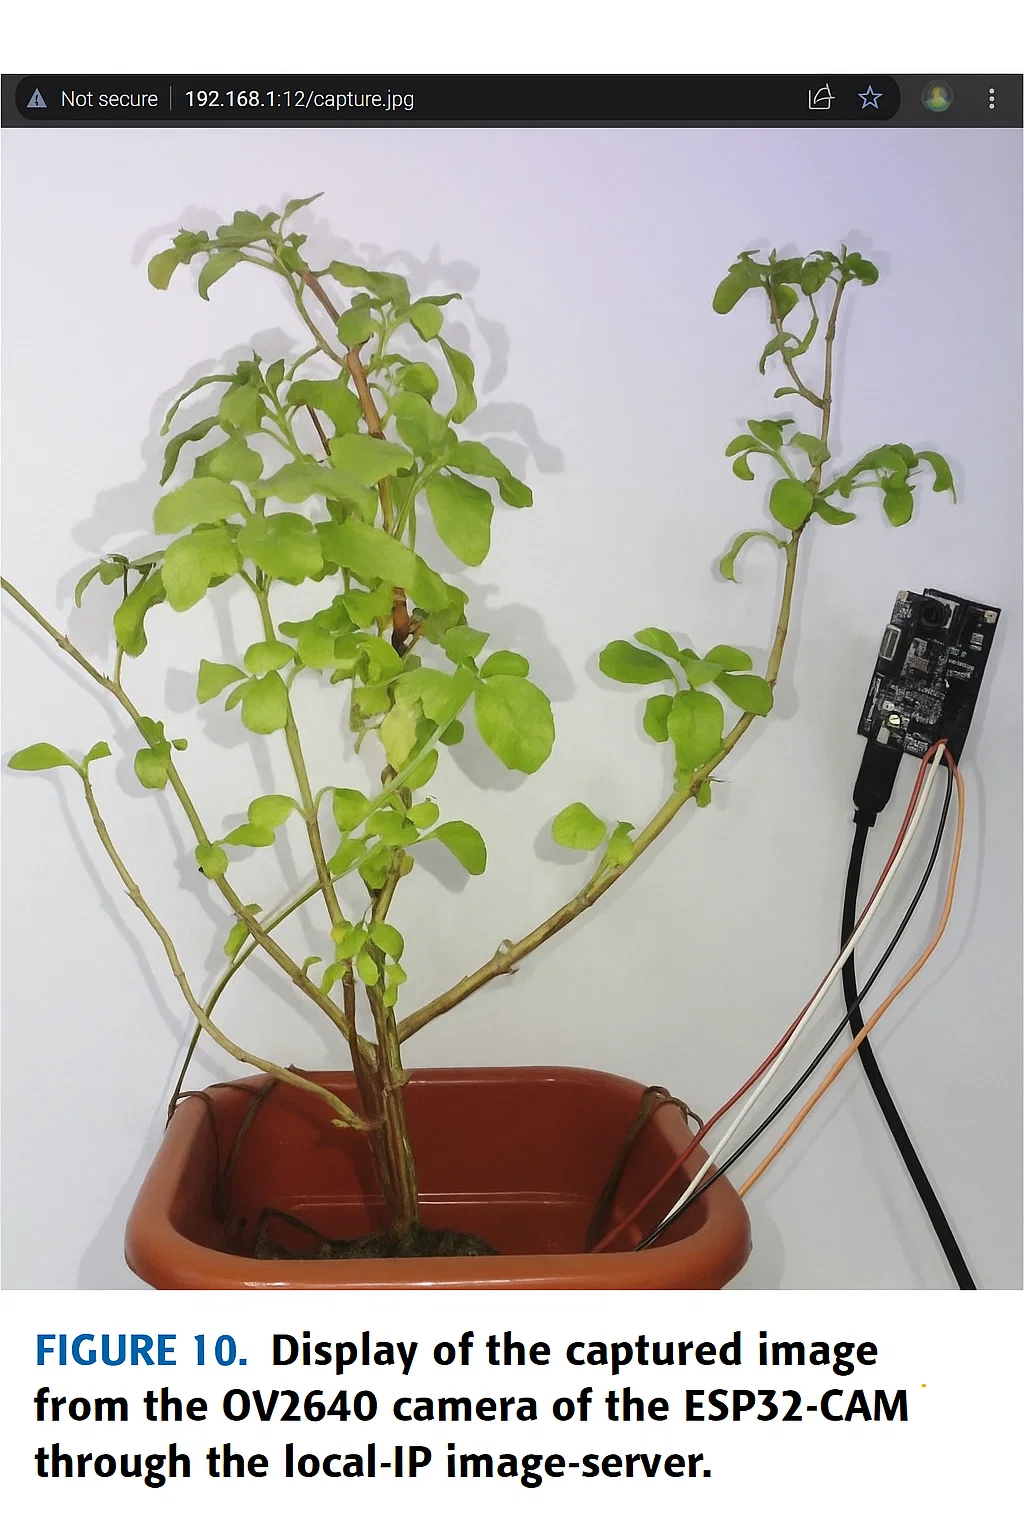 Not secure 192.168.1:12/capture.jpg
FIGURE 10. Display of the captured image
from the OV2640 camera of the ESP32-CAM
through the local-IP image-server.